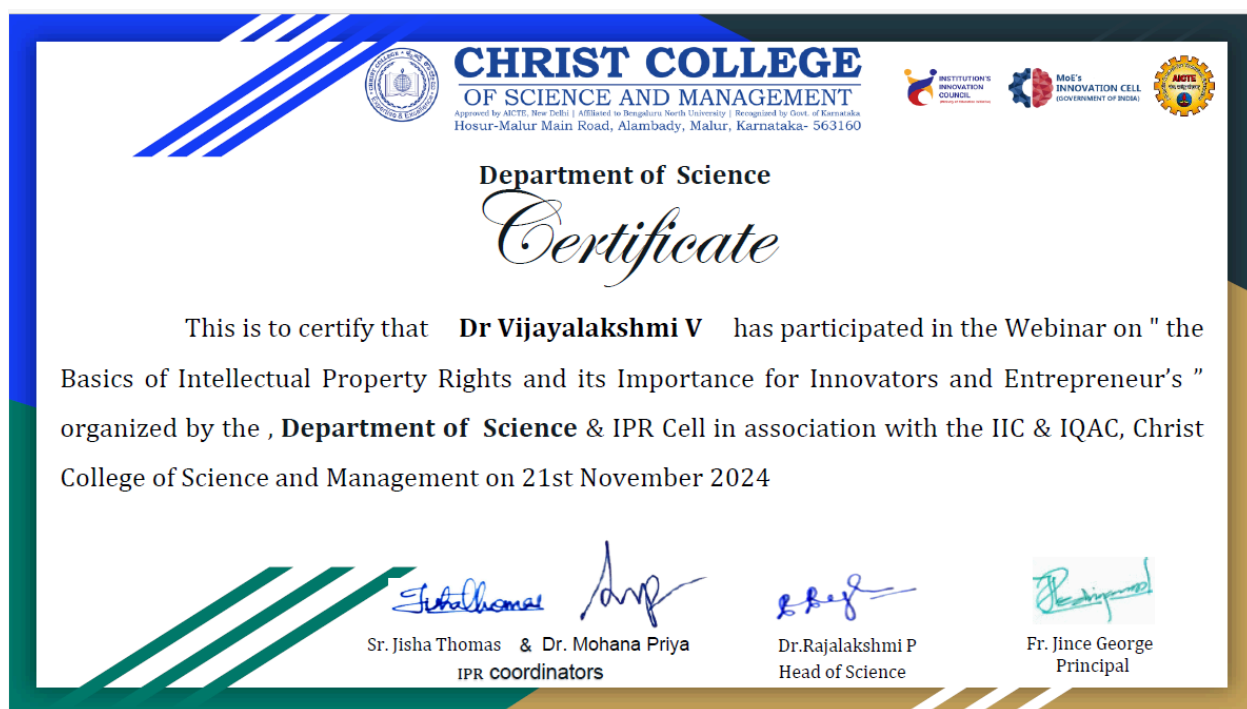 CHRIST COLLEGE
OF SCIENCE AND MANAGEMENT
Approved by AICTE, New Delhi | Affiliated to Bengaluru North University | Recognized by Govt. of Karnataka
Hosur-Malur Main Road, Alambady, Malur, Karnataka- 563160
INSTITUTION'S
INNOVATION
COUNCIL
MoE's
INNOVATION CELL
(GOVERNMENT OF INDIA)
AICTE
Department of Science
Certificate
This is to certify that Dr Vijayalakshmi V has participated in the Webinar on " the
Basics of Intellectual Property Rights and its Importance for Innovators and Entrepreneur’s ”
organized by the , Department of Science & IPR Cell in association with the IIC & IQAC, Christ
College of Science and Management on 21st November 2024
Sr. Jisha Thomas & Dr. Mohana Priya
IPR coordinators
Dr.Rajalakshmi P
Head of Science
Fr. Jince George
Principal